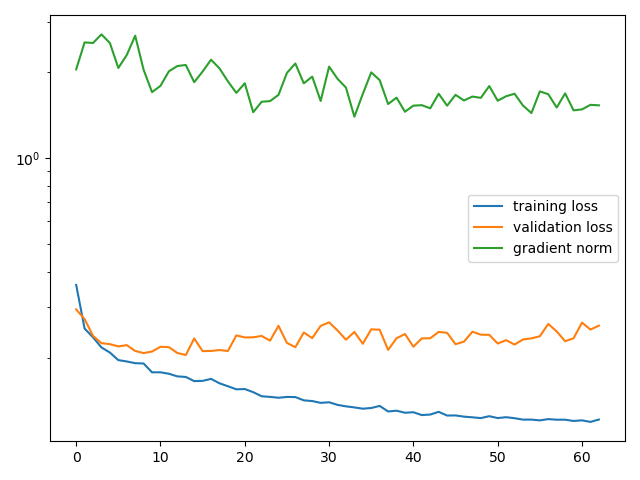 10⁰
training loss
validation loss
gradient norm
0 10 20 30 40 50 60